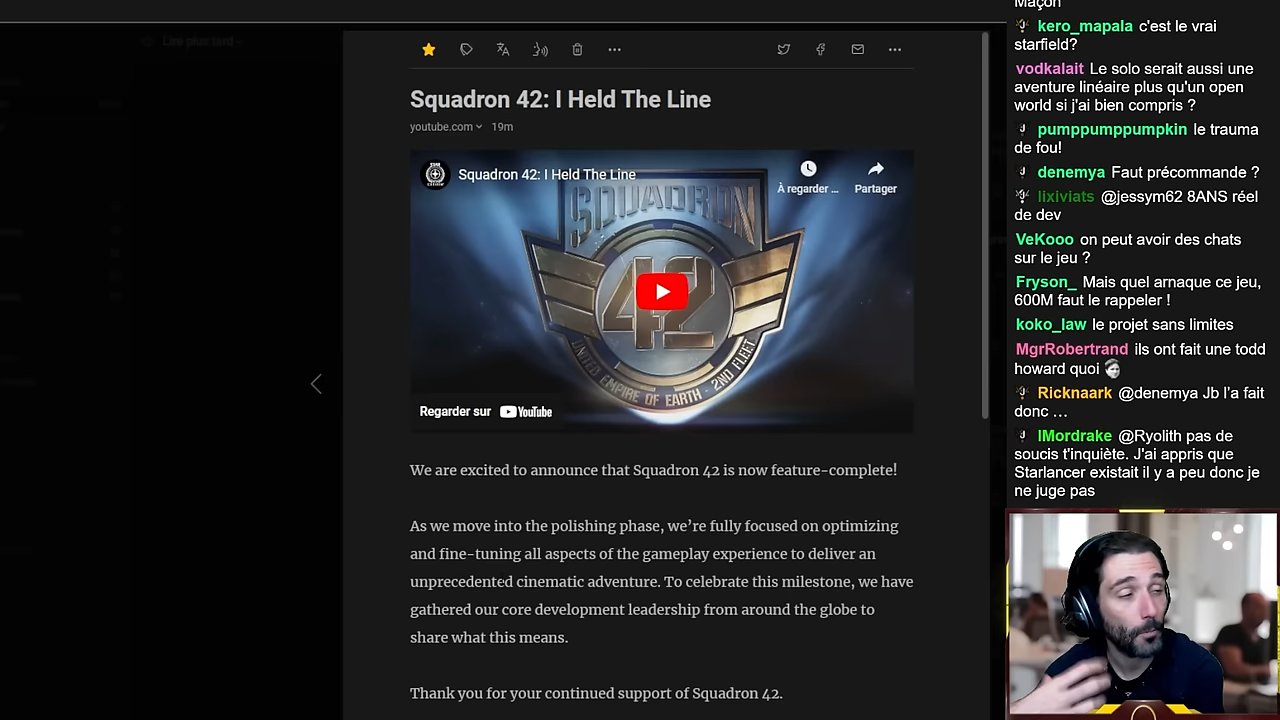 Lire plus tard
Squadron 42: I Held The Line
youtube.com 19m
Squadron 42: I Held The Line
À regarder ...
Partager
SQUADRON
42
UNITED EMPIRE OF EARTH · 2ND FLEET
Regarder sur YouTube
We are excited to announce that Squadron 42 is now feature-complete!
As we move into the polishing phase, we’re fully focused on optimizing
and fine-tuning all aspects of the gameplay experience to deliver an
unprecedented cinematic adventure. To celebrate this milestone, we have
gathered our core development leadership from around the globe to
share what this means.
Thank you for your continued support of Squadron 42.
Maçon
kero_mapala c'est le vrai
starfield?
vodkalait Le solo serait aussi une
aventure linéaire plus qu'un open
world si j'ai bien compris ?
pumppumppumpkin le trauma
de fou!
denemya Faut précommande ?
lixiviats @jessym62 8ANS réel
de dev
VeKooo on peut avoir des chats
sur le jeu ?
Fryson_ Mais quel arnaque ce jeu,
600M faut le rappeler !
koko_law le projet sans limites
MgrRobertrand ils ont fait une todd
howard quoi
Ricknaark @denemya Jb l’a fait
donc …
IMordrake @Ryolith pas de
soucis t'inquiète. J'ai appris que
Starlancer existait il y a peu donc je
ne juge pas